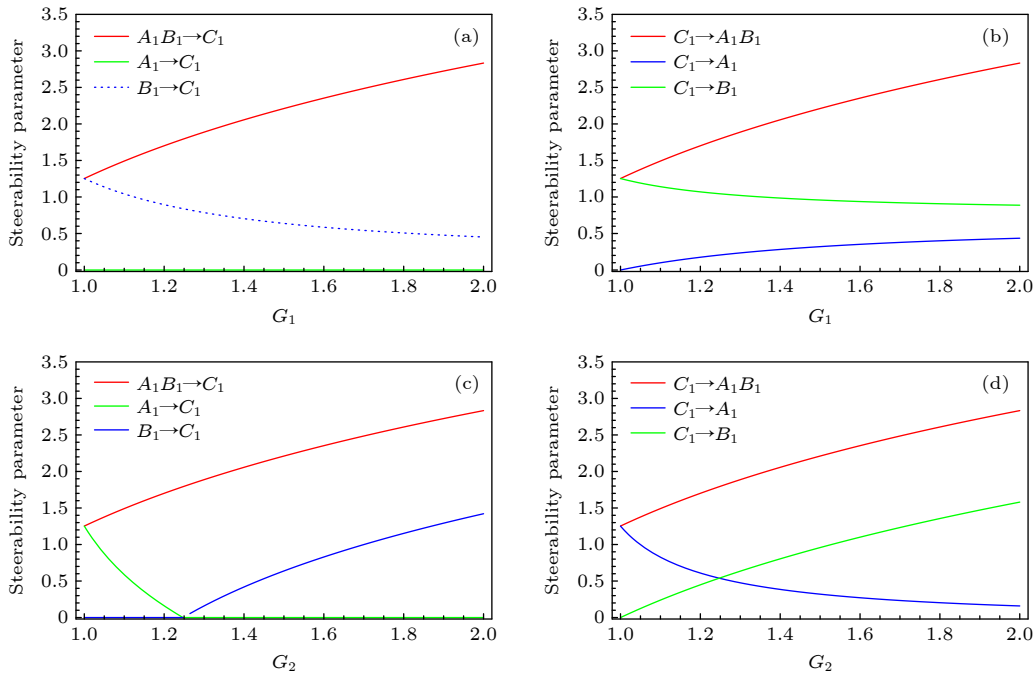 3.5
3.0
2.5
2.0
1.5
1.0
0.5
0
Steerability parameter
A₁B₁→C₁
A₁→C₁
B₁→C₁
(a)
1.0 1.2 1.4 1.6 1.8 2.0
G₁
3.5
3.0
2.5
2.0
1.5
1.0
0.5
0
Steerability parameter
C₁→A₁B₁
C₁→A₁
C₁→B₁
(b)
1.0 1.2 1.4 1.6 1.8 2.0
G₁
3.5
3.0
2.5
2.0
1.5
1.0
0.5
0
Steerability parameter
A₁B₁→C₁
A₁→C₁
B₁→C₁
(c)
1.0 1.2 1.4 1.6 1.8 2.0
G₂
3.5
3.0
2.5
2.0
1.5
1.0
0.5
0
Steerability parameter
C₁→A₁B₁
C₁→A₁
C₁→B₁
(d)
1.0 1.2 1.4 1.6 1.8 2.0
G₂